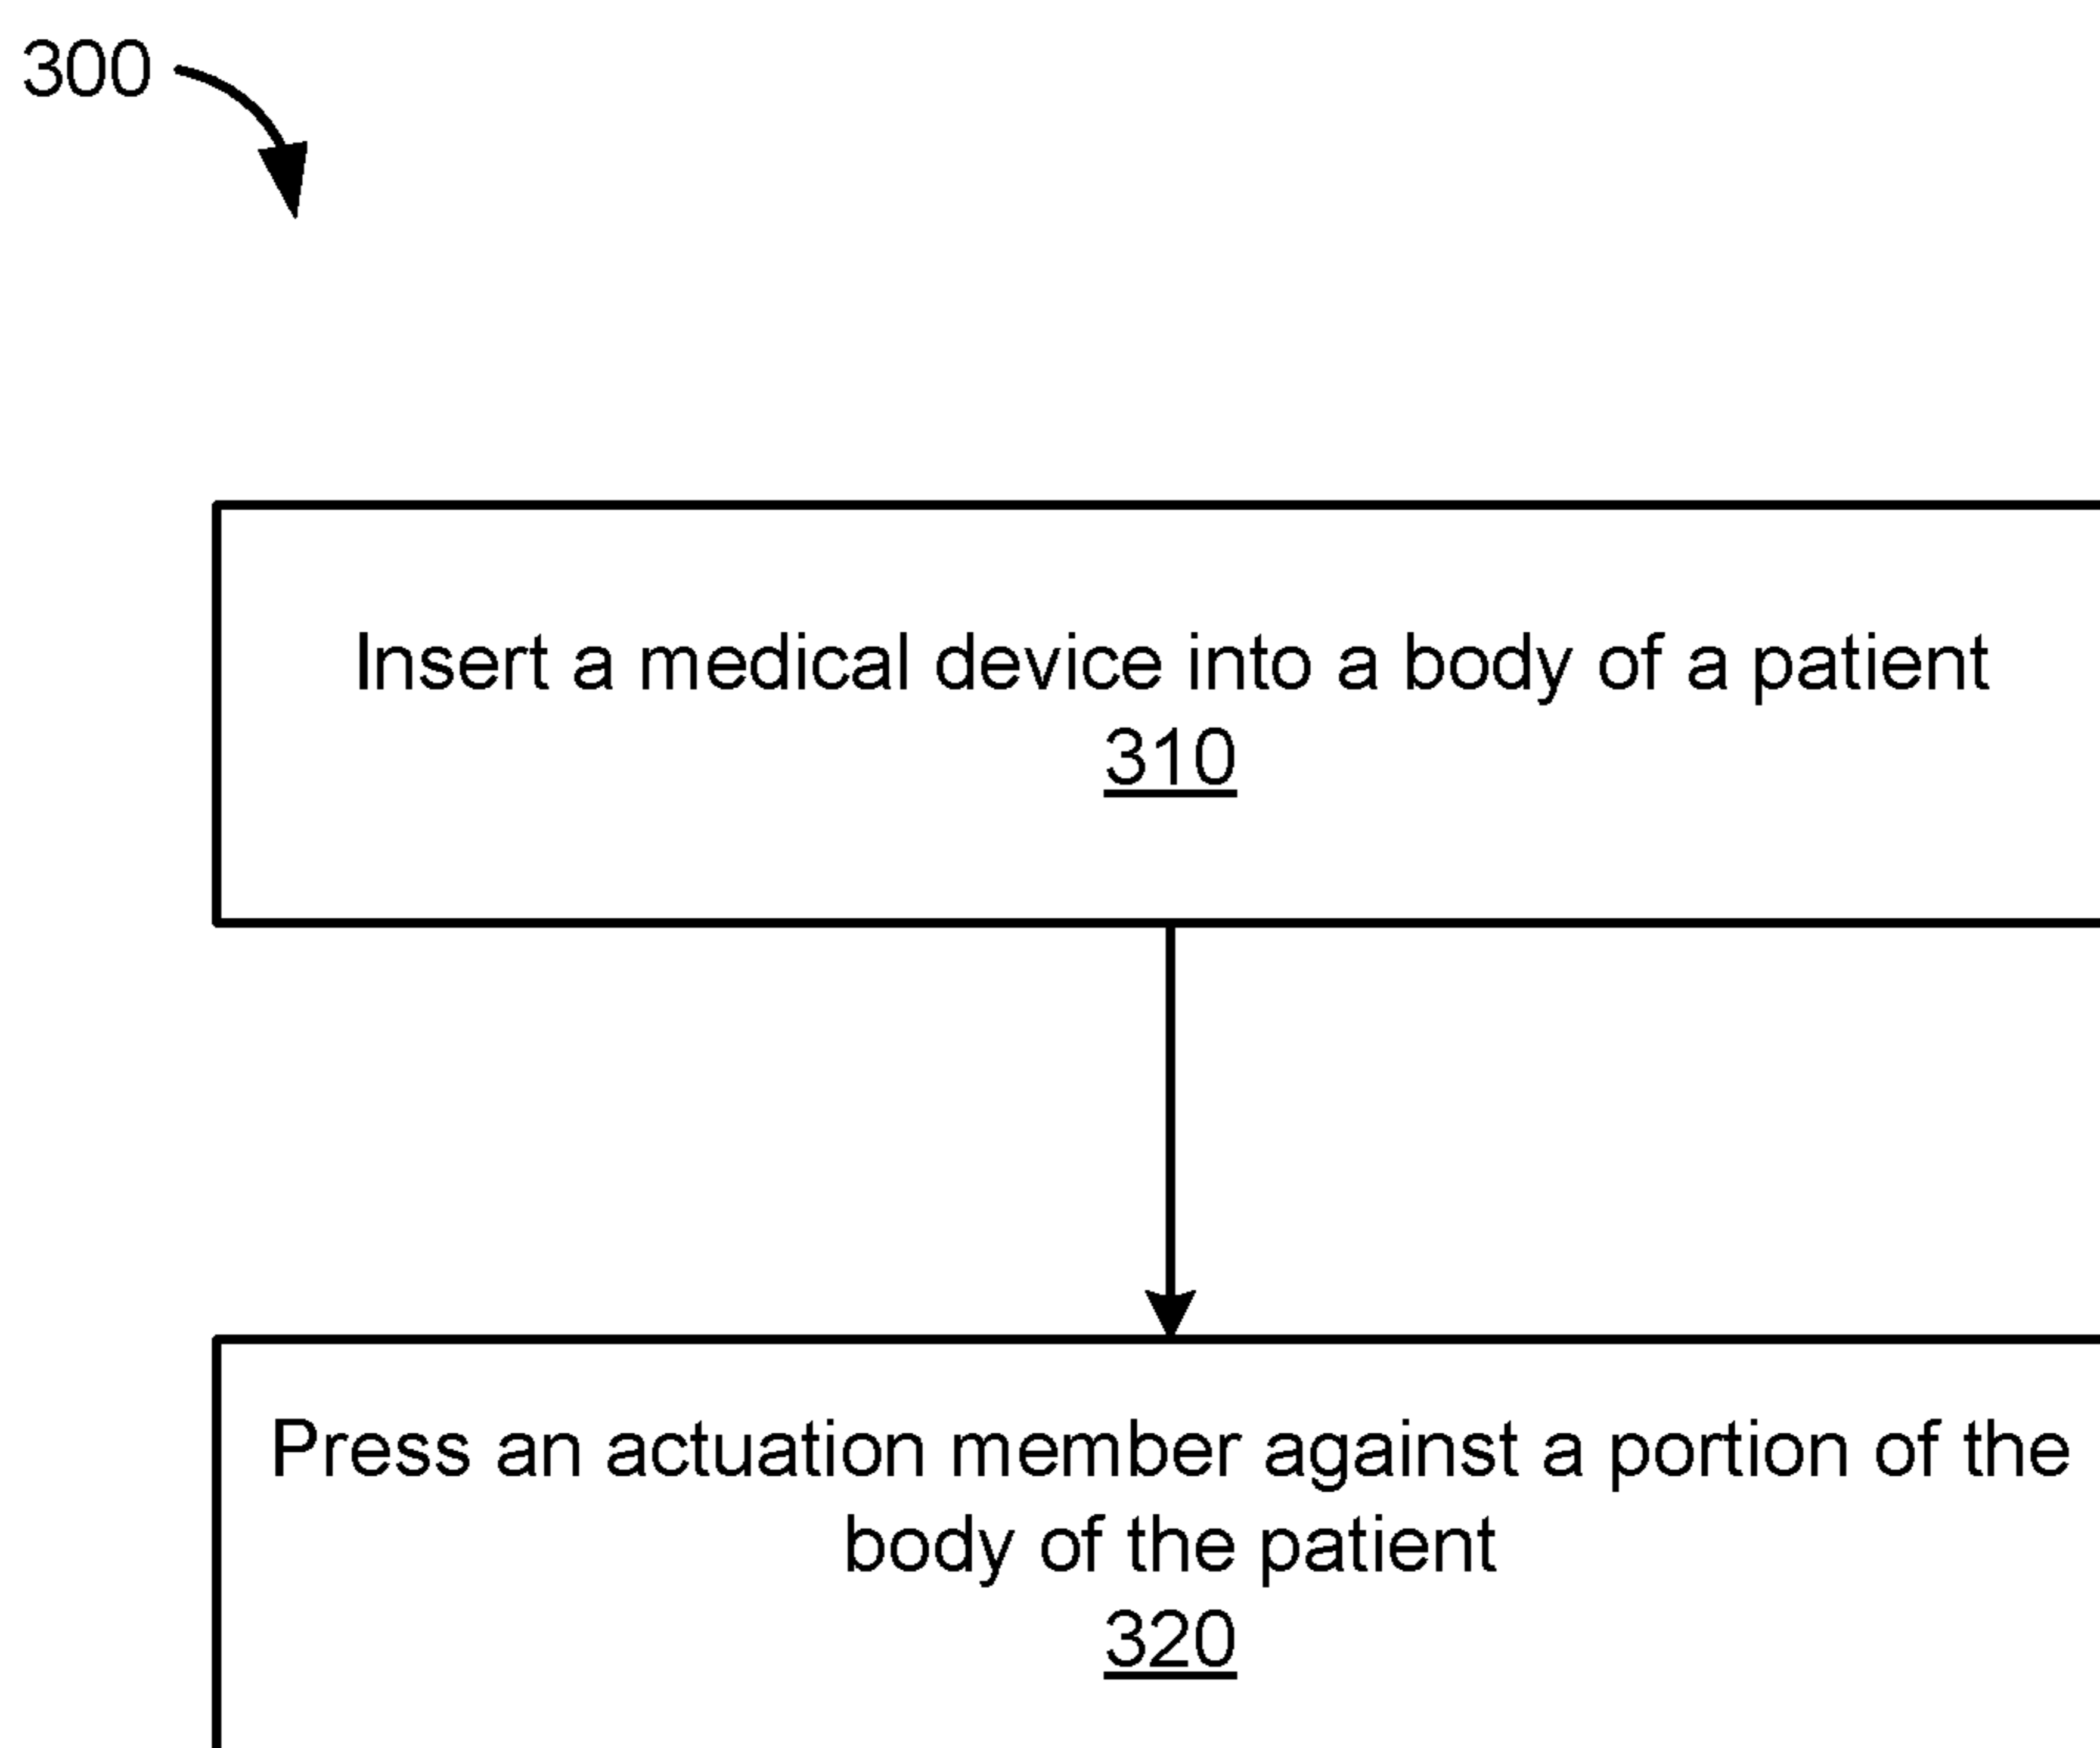 300
Insert a medical device into a body of a patient
310
Press an actuation member against a portion of the
body of the patient
320